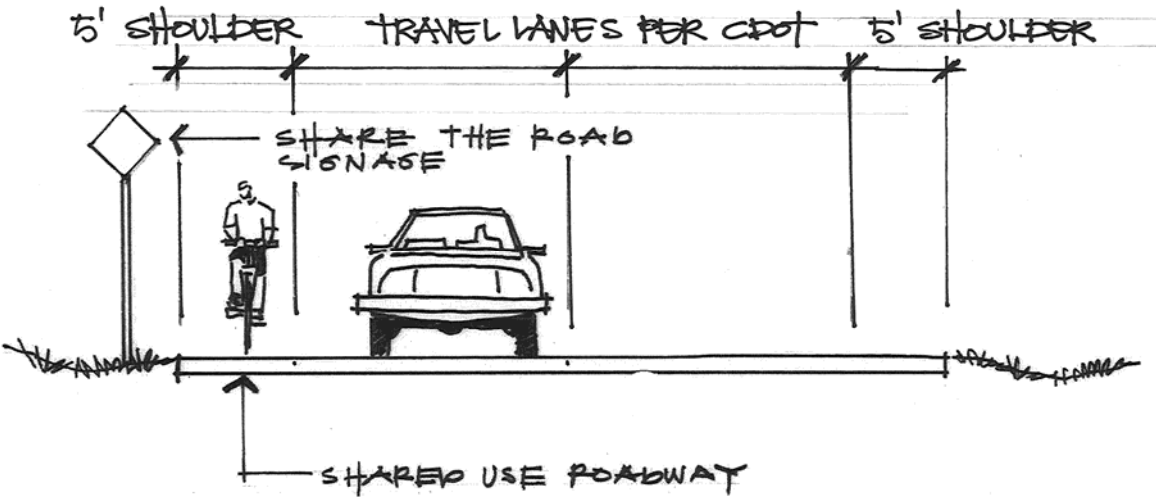 5' SHOULDER TRAVEL LANES PER CDOT 5' SHOULDER
SHARE THE ROAD
SIGNAGE
SHARED USE ROADWAY